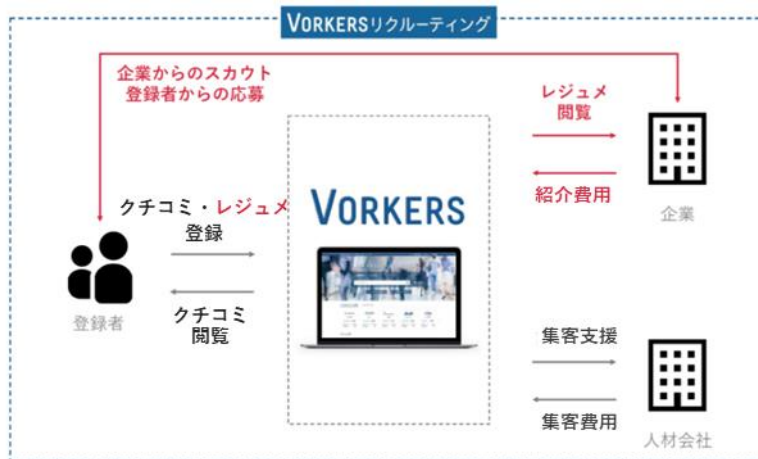 VORKERSリクルーティング
企業からのスカウト
登録者からの応募
レジュメ
閲覧
紹介費用
企業
クチコミ・レジュメ
登録
VORKERS
登録者
クチコミ
閲覧
集客支援
集客費用
人材会社